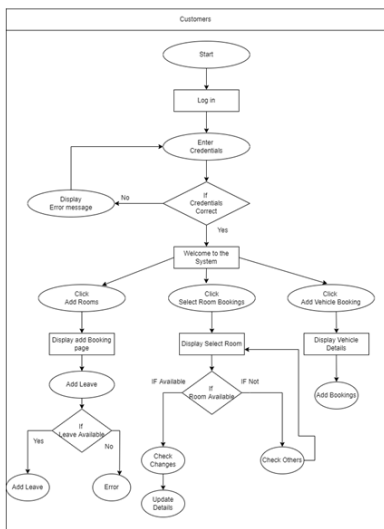 Customers
Start
Log in
Enter
Credentials
Display
Error message
No
If
Credentials
Correct
Yes
Welcome to the
System
Click
Add Rooms
Click
Select Room Bookings
Click
Add Vehicle Booking
Display add Booking
page
Display Select Room
Display Vehicle
Details
Add Leave
IF Available
If
Room Available
IF Not
Add Bookings
If
Leave Available
Yes
No
Check
Changes
Check Others
Add Leave
Error
Update
Details